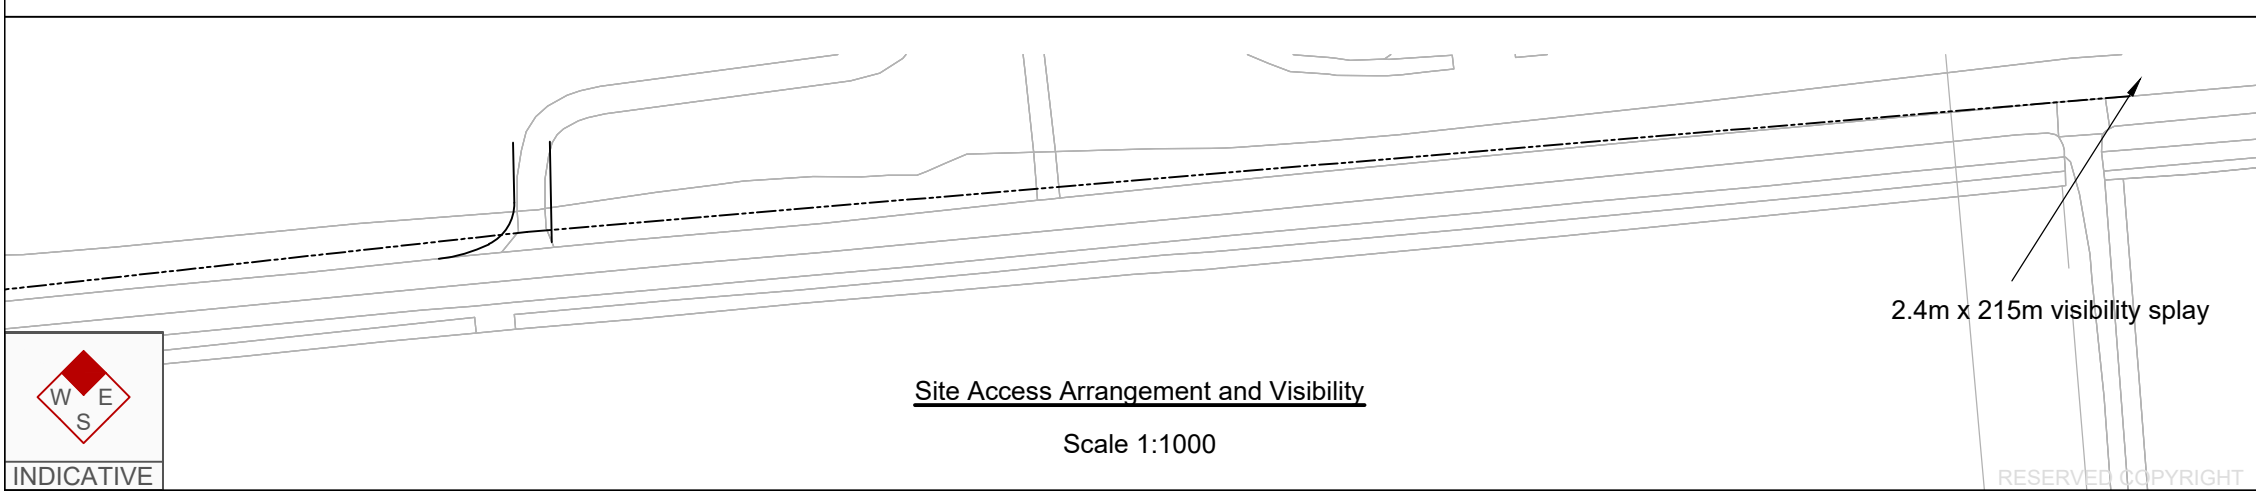 2.4m x 215m visibility splay
Site Access Arrangement and Visibility
Scale 1:1000
W E
S
INDICATIVE
RESERVED COPYRIGHT